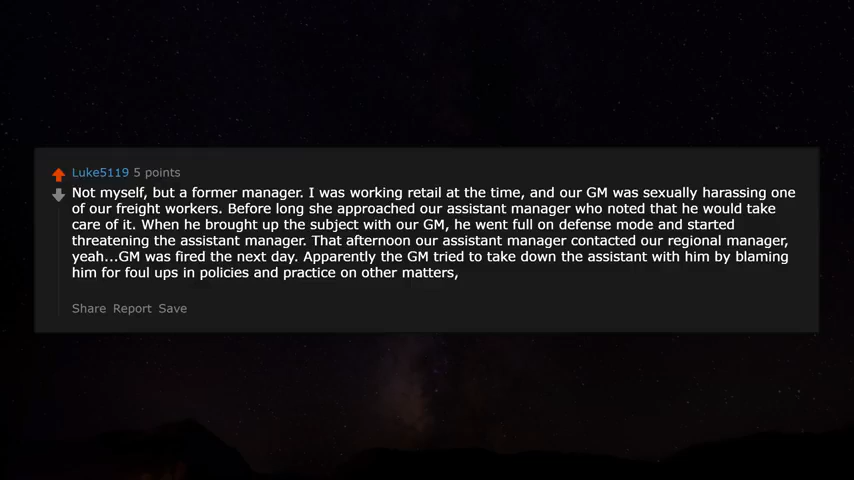 Luke5119 5 points
Not myself, but a former manager. I was working retail at the time, and our GM was sexually harassing one
of our freight workers. Before long she approached our assistant manager who noted that he would take
care of it. When he brought up the subject with our GM, he went full on defense mode and started
threatening the assistant manager. That afternoon our assistant manager contacted our regional manager,
yeah...GM was fired the next day. Apparently the GM tried to take down the assistant with him by blaming
him for foul ups in policies and practice on other matters,
Share Report Save